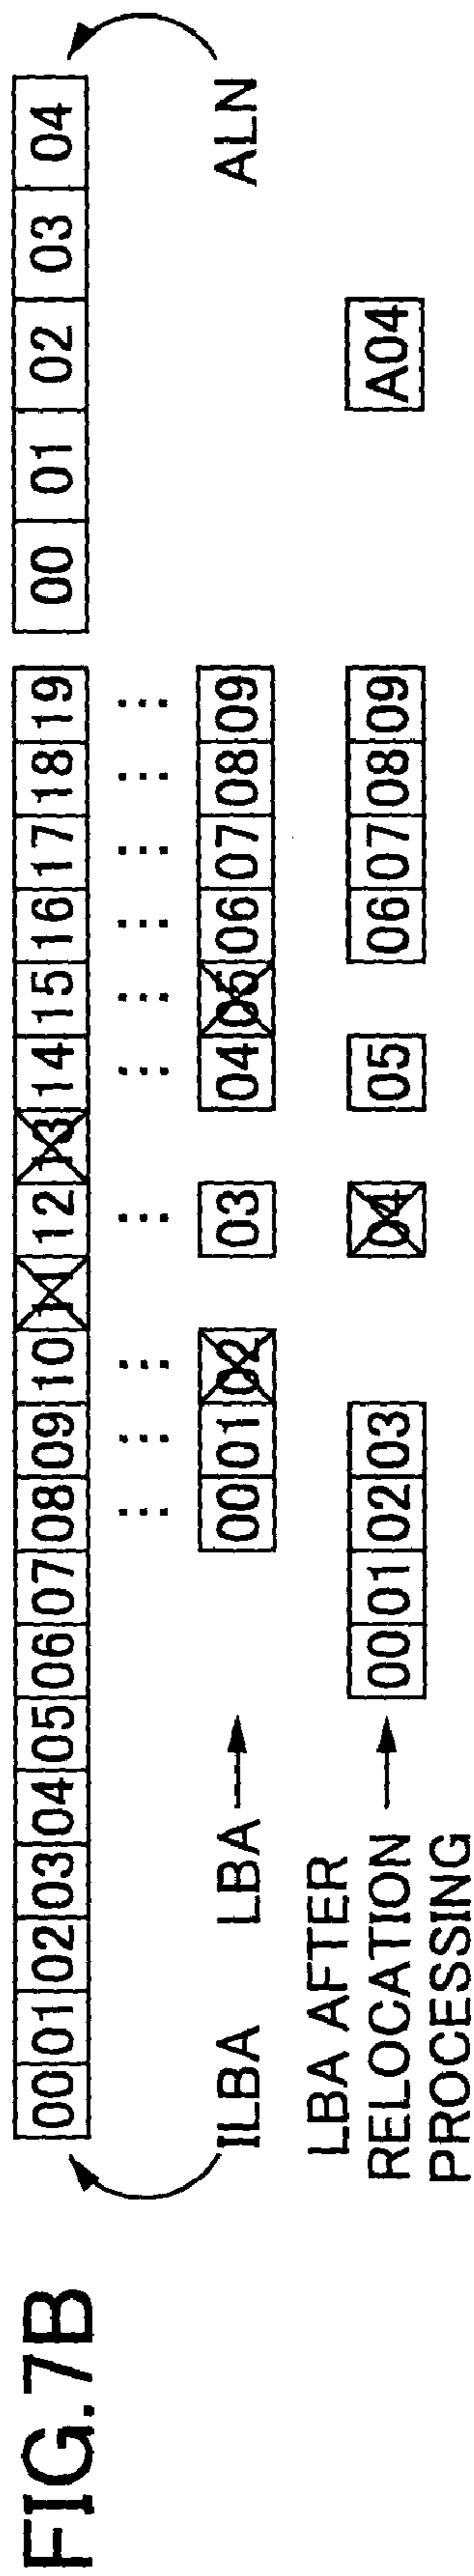 FIG.7B
00 01 02 03 04 05 06 07 08 09 10 11 12 13 14 15 16 17 18 19 00 01 02 03 04
ILBA LBA 00 01 02 03 04 05 06 07 08 09 ALN
LBA AFTER
RELOCATION 00 01 02 03 04 05 06 07 08 09 A04
PROCESSING